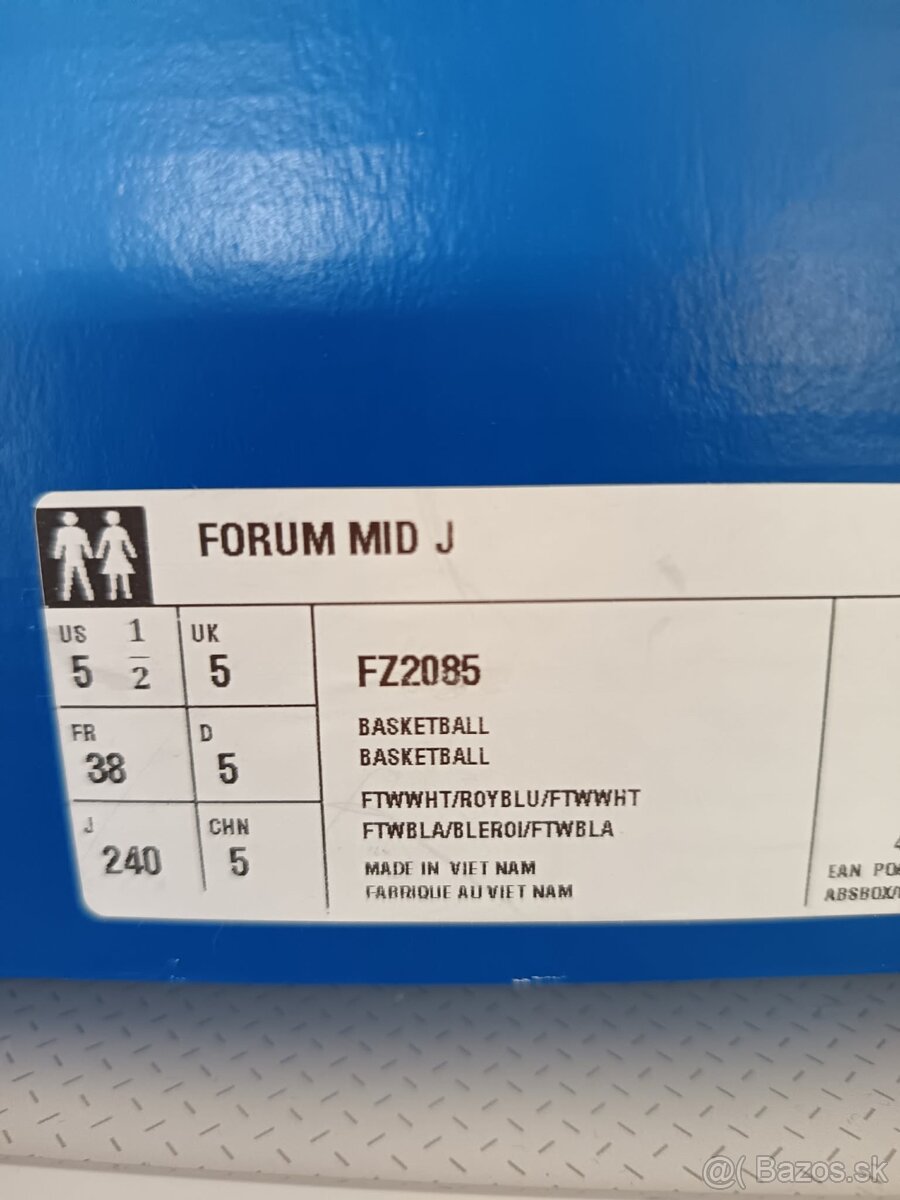 FORUM MID J
US 5 1/2
UK 5
FR 38
D 5
J 240
CHN 5
FZ2085
BASKETBALL
BASKETBALL
FTWWHT/ROYBLU/FTWWHT
FTWBLA/BLEROI/FTWBLA
MADE IN VIET NAM
FABRIQUE AU VIET NAM
EAN
ABSBOX/
@( Bazos.sk